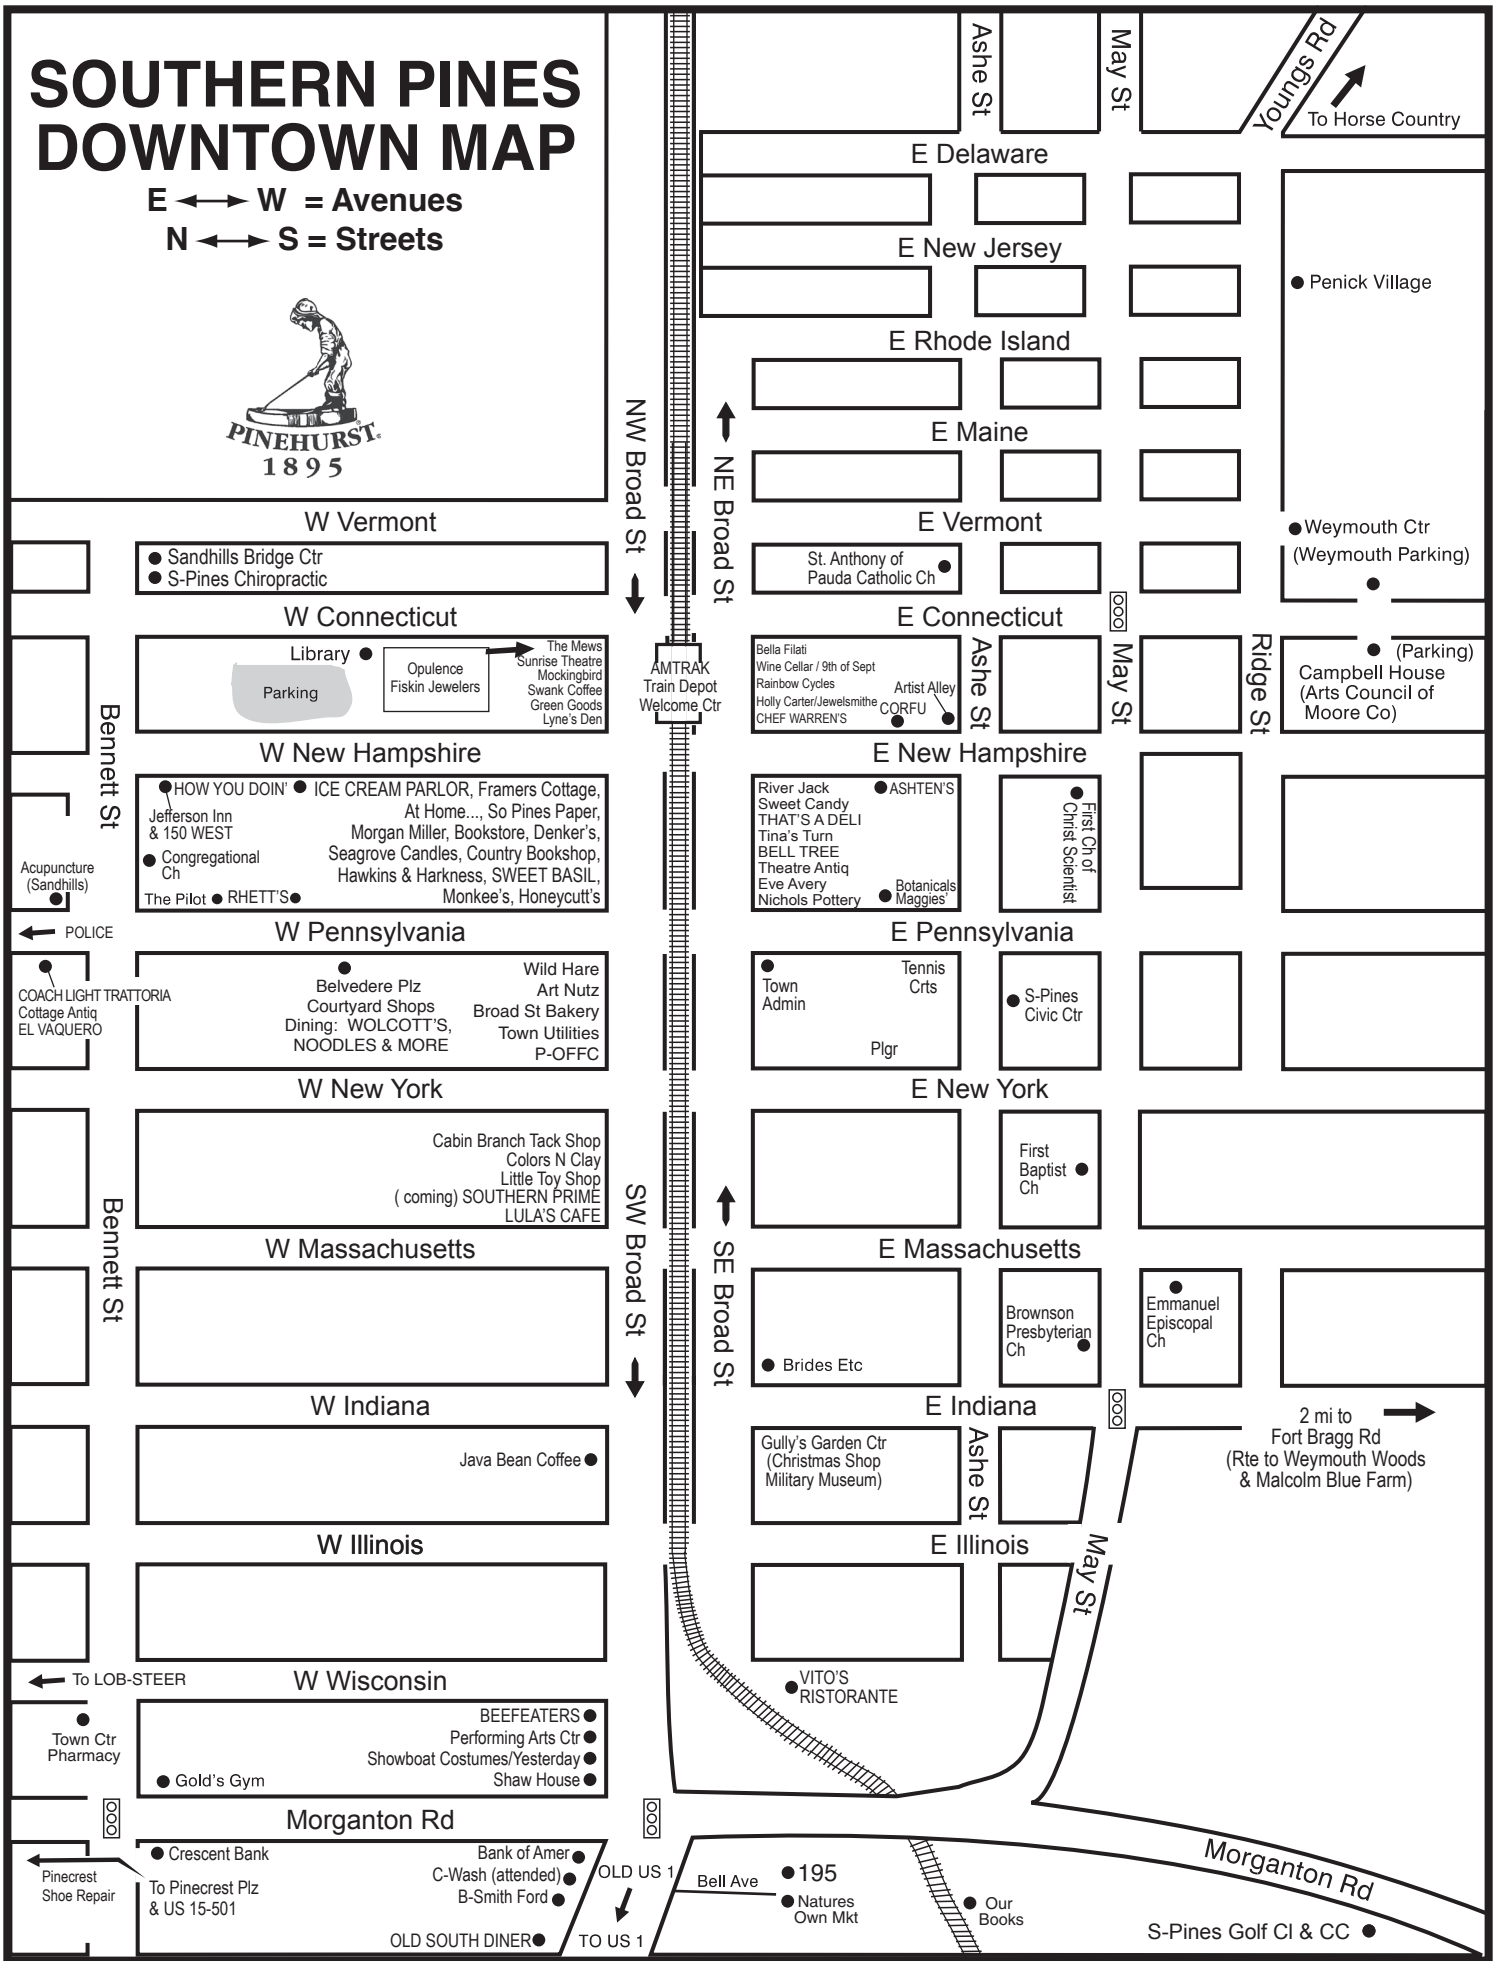 SOUTHERN PINES
DOWNTOWN MAP
E W = Avenues
N S = Streets
PINEHURST
1895
Ashe St
May St
Youngs Rd
To Horse Country
E Delaware
E New Jersey
Penick Village
E Rhode Island
E Maine
NW Broad St
NE Broad St
W Vermont
E Vermont
Weymouth Ctr
(Weymouth Parking)
Sandhills Bridge Ctr
S-Pines Chiropractic
St. Anthony of
Pauda Catholic Ch
W Connecticut
E Connecticut
Library
Parking
Opulence
Fiskin Jewelers
The Mews
Sunrise Theatre
Mockingbird
Swank Coffee
Green Goods
Lyne's Den
AMTRAK
Train Depot
Welcome Ctr
Bella Filati
Wine Cellar / 9th of Sept
Rainbow Cycles
Holly Carter/Jewelsmithe
CHEF WARREN'S
Artist Alley
CORFU
Ashe St
May St
Ridge St
(Parking)
Campbell House
(Arts Council of
Moore Co)
Bennett St
W New Hampshire
E New Hampshire
HOW YOU DOIN'
Jefferson Inn
& 150 WEST
Congregational
Ch
The Pilot
RHETT'S
ICE CREAM PARLOR, Framers Cottage,
At Home..., So Pines Paper,
Morgan Miller, Bookstore, Denker's,
Seagrove Candles, Country Bookshop,
Hawkins & Harkness, SWEET BASIL,
Monkee's, Honeycutt's
River Jack
Sweet Candy
THAT'S A DELI
Tina's Turn
BELL TREE
Theatre Antiq
Eve Avery
Nichols Pottery
ASHTEN'S
Botanicals
Maggies'
First Ch of
Christ Scientist
Acupuncture
(Sandhills)
POLICE
W Pennsylvania
E Pennsylvania
COACH LIGHT TRATTORIA
Cottage Antiq
EL VAQUERO
Belvedere Plz
Courtyard Shops
Dining: WOLCOTT'S,
NOODLES & MORE
Wild Hare
Art Nutz
Broad St Bakery
Town Utilities
P-OFFC
Town
Admin
Tennis
Crts
Plgr
S-Pines
Civic Ctr
W New York
E New York
Cabin Branch Tack Shop
Colors N Clay
Little Toy Shop
( coming) SOUTHERN PRIME
LULA'S CAFE
First
Baptist
Ch
Bennett St
SW Broad St
SE Broad St
W Massachusetts
E Massachusetts
Brides Etc
Brownson
Presbyterian
Ch
Emmanuel
Episcopal
Ch
W Indiana
E Indiana
2 mi to
Fort Bragg Rd
(Rte to Weymouth Woods
& Malcolm Blue Farm)
Java Bean Coffee
Gully's Garden Ctr
(Christmas Shop
Military Museum)
Ashe St
W Illinois
E Illinois
May St
To LOB-STEER
W Wisconsin
VITO'S
RISTORANTE
Town Ctr
Pharmacy
Gold's Gym
BEEFEATERS
Performing Arts Ctr
Showboat Costumes/Yesterday
Shaw House
Morganton Rd
Morganton Rd
Pinecrest
Shoe Repair
Crescent Bank
To Pinecrest Plz
& US 15-501
Bank of Amer
C-Wash (attended)
B-Smith Ford
OLD SOUTH DINER
OLD US 1
TO US 1
Bell Ave
195
Natures
Own Mkt
Our
Books
S-Pines Golf Cl & CC